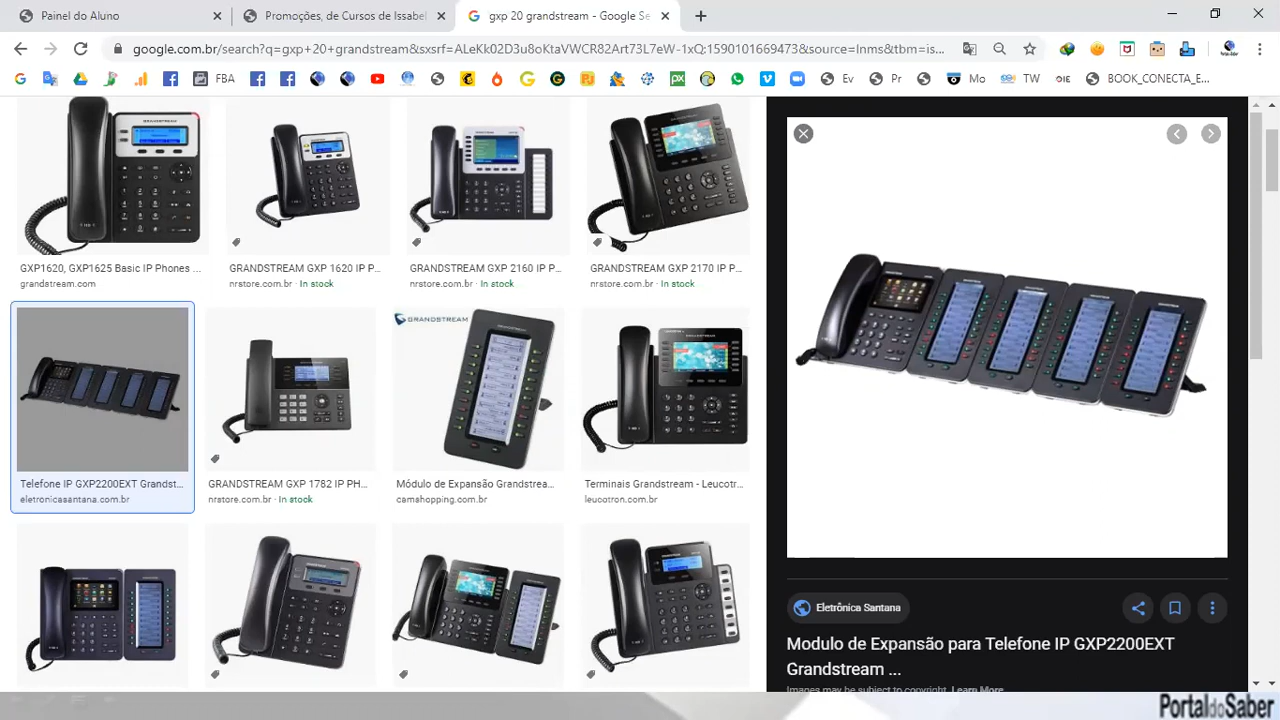 Painel do Aluno
Promoções, de Cursos de Issabel
gxp 20 grandstream - Google Se
google.com.br/search?q=gxp+20+grandstream&sxsrf=ALeKk02D3u8oKtaVWCR82Art73L7eW-1xQ:1590101669473&source=lnms&tbm=is...
FBA
Ev
Pr
Mo
TW
BOOK_CONECTA_E...
GXP1620, GXP1625 Basic IP Phones ...
grandstream.com
GRANDSTREAM GXP 1620 IP P...
nrstore.com.br - In stock
GRANDSTREAM GXP 2160 IP P...
nrstore.com.br - In stock
GRANDSTREAM GXP 2170 IP P...
nrstore.com.br - In stock
GRANDSTREAM
Telefone IP GXP2200EXT Grandst...
eletronicasantana.com.br
GRANDSTREAM GXP 1782 IP PH...
nrstore.com.br - In stock
Módulo de Expansão Grandstrea...
camshopping.com.br
Terminais Grandstream - Leucotr...
leucotron.com.br
Eletrônica Santana
Modulo de Expansão para Telefone IP GXP2200EXT
Grandstream ...
Images may be subject to copyright. Learn More
PortaldoSaber